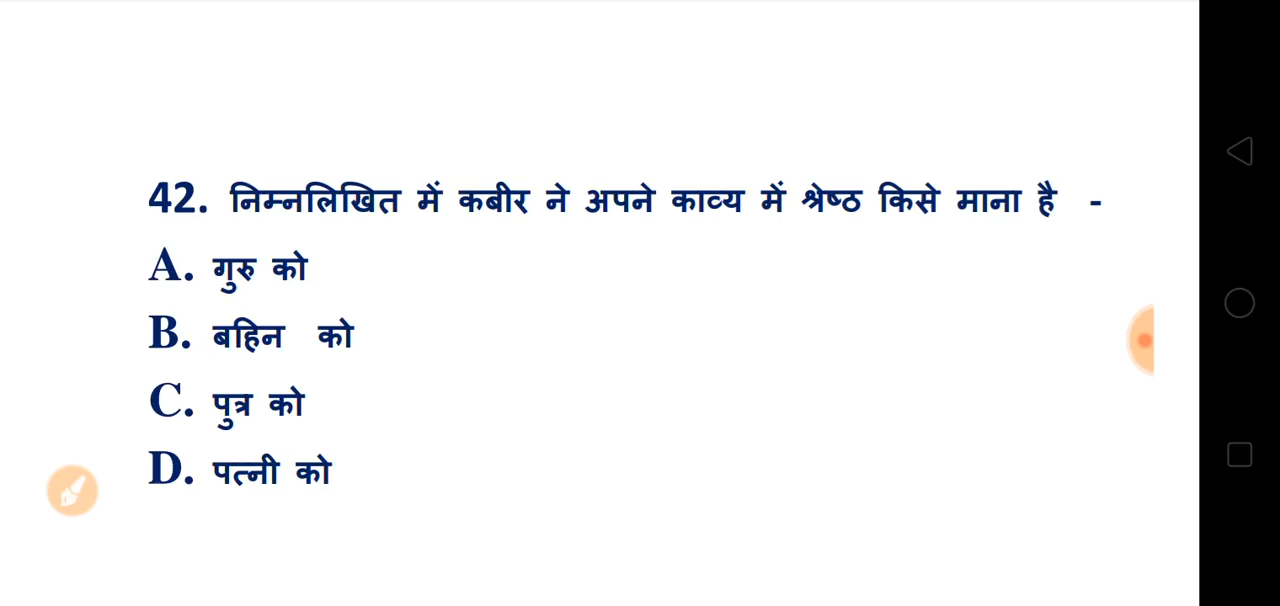 42. निम्नलिखित में कबीर ने अपने काव्य में श्रेष्ठ किसे माना है -
A. गुरु को
B. बहिन को
C. पुत्र को
D. पत्नी को